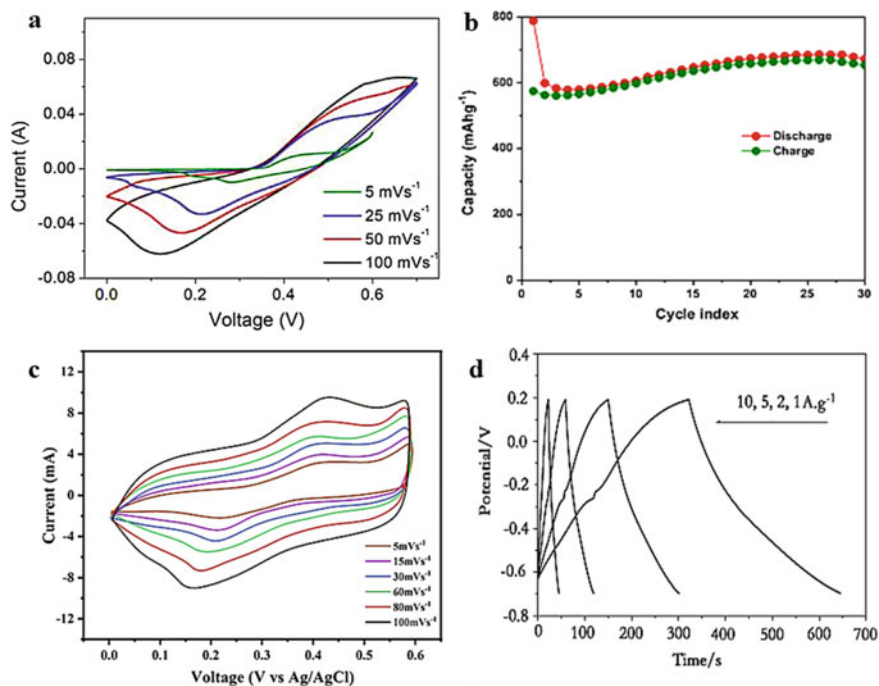 a
0.08
0.04
0.00
-0.04
-0.08
Current (A)
0.0
0.2
0.4
0.6
Voltage (V)
5 mVs⁻¹
25 mVs⁻¹
50 mVs⁻¹
100 mVs⁻¹
b
800
600
400
200
0
Capacity (mAhg⁻¹)
0
5
10
15
20
25
30
Cycle index
Discharge
Charge
c
12
8
4
0
-4
-8
-12
Current (mA)
0.0
0.1
0.2
0.3
0.4
0.5
0.6
Voltage (V vs Ag/AgCl)
5mVs⁻¹
15mVs⁻¹
30mVs⁻¹
60mVs⁻¹
80mVs⁻¹
100mVs⁻¹
d
0.4
0.2
0.0
-0.2
-0.4
-0.6
-0.8
Potential/V
0
100
200
300
400
500
600
700
Time/s
10, 5, 2, 1A.g⁻¹